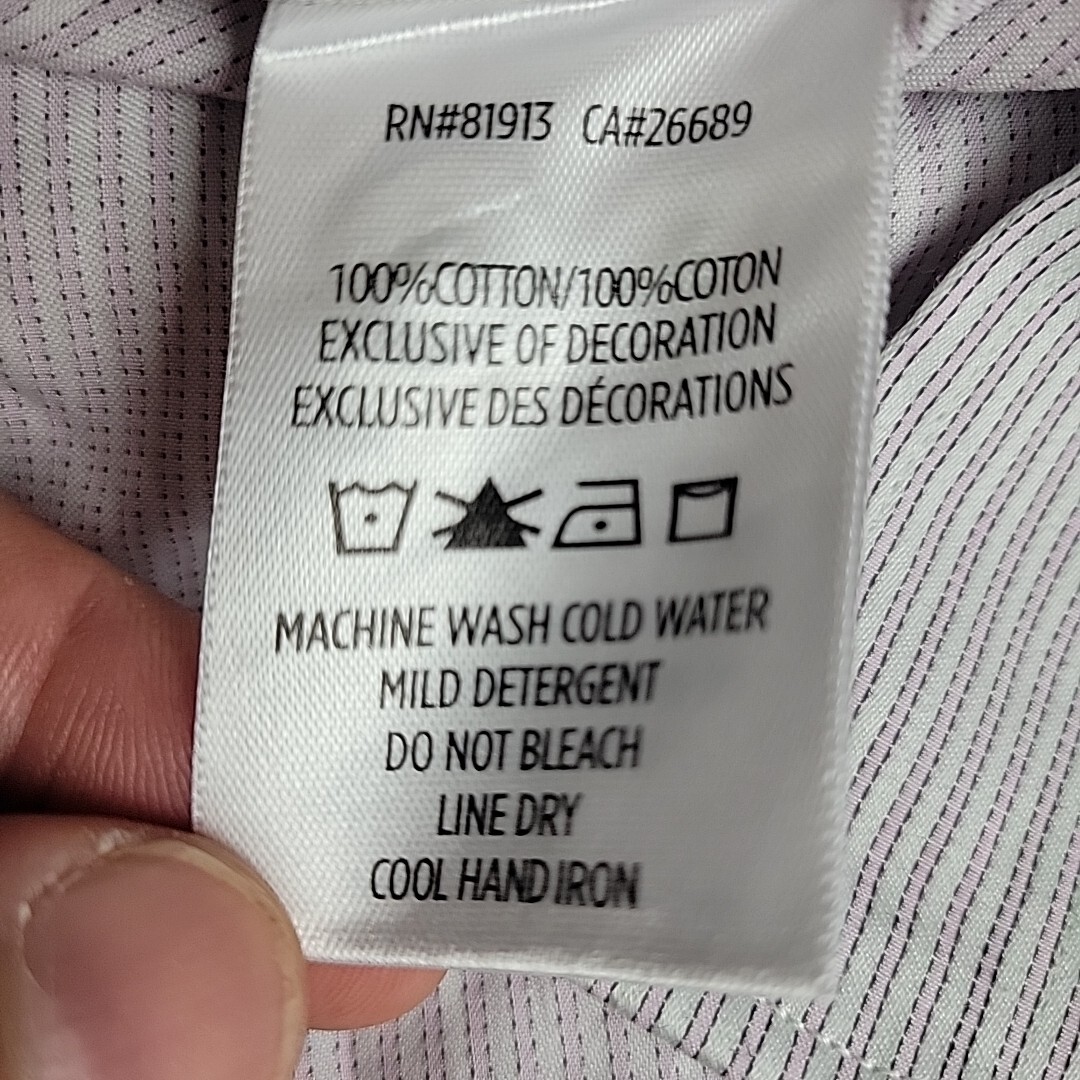 RN#81913 CA#26689
100%COTTON/100%COTON
EXCLUSIVE OF DECORATION
EXCLUSIVE DES DÉCORATIONS
MACHINE WASH COLD WATER
MILD DETERGENT
DO NOT BLEACH
LINE DRY
COOL HAND IRON